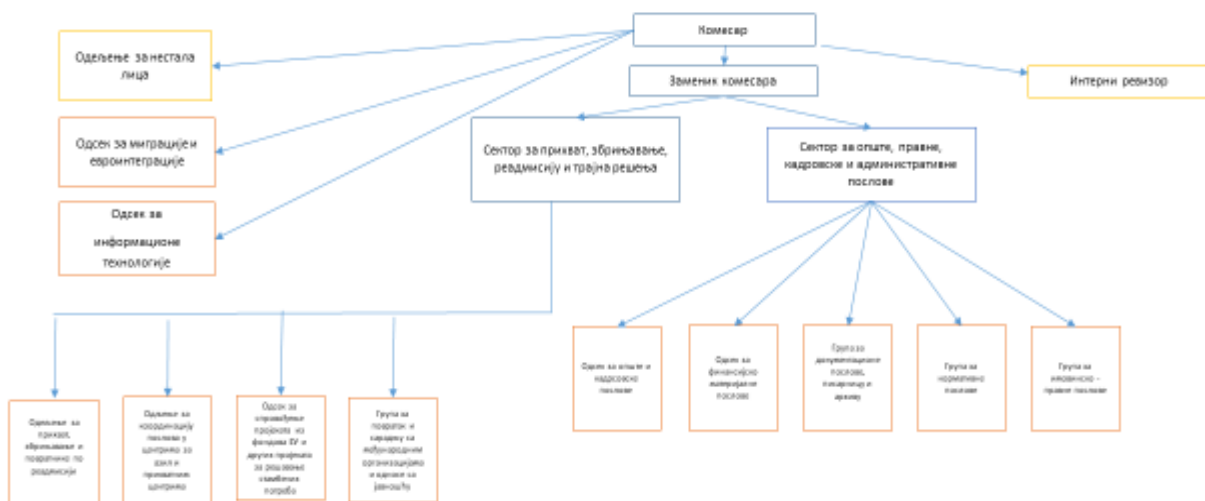 Комесар
Одељење за нестала
лица
Заменик комесара
Интерни ревизор
Одсек за миграције и
евроинтеграције
Сектор за прихват, збрињавање,
реадмисију и трајна решења
Сектор за опште, правне,
кадровске и административне
послове
Одсек за
информационе
технологије
Одсек за опште и
кадровске
послове
Одсек за
финансијско
материјалне
послове
Група за
документационе
послове,
писарницу и
архиву
Група за
нормативне
послове
Група за
имовинско –
правне послове
Одељење за
прихват,
збрињавање и
повратнике по
реадмисији
Одељење за
координацију
послова у
центрима за
азил и
прихватним
центрима
Одсек за
спровођење
пројеката из
фондова ЕУ и
других пројеката
за решавање
стамбених
потреба
Група за
повратак и
сарадњу са
међународним
организацијама
и односе са
јавношћу